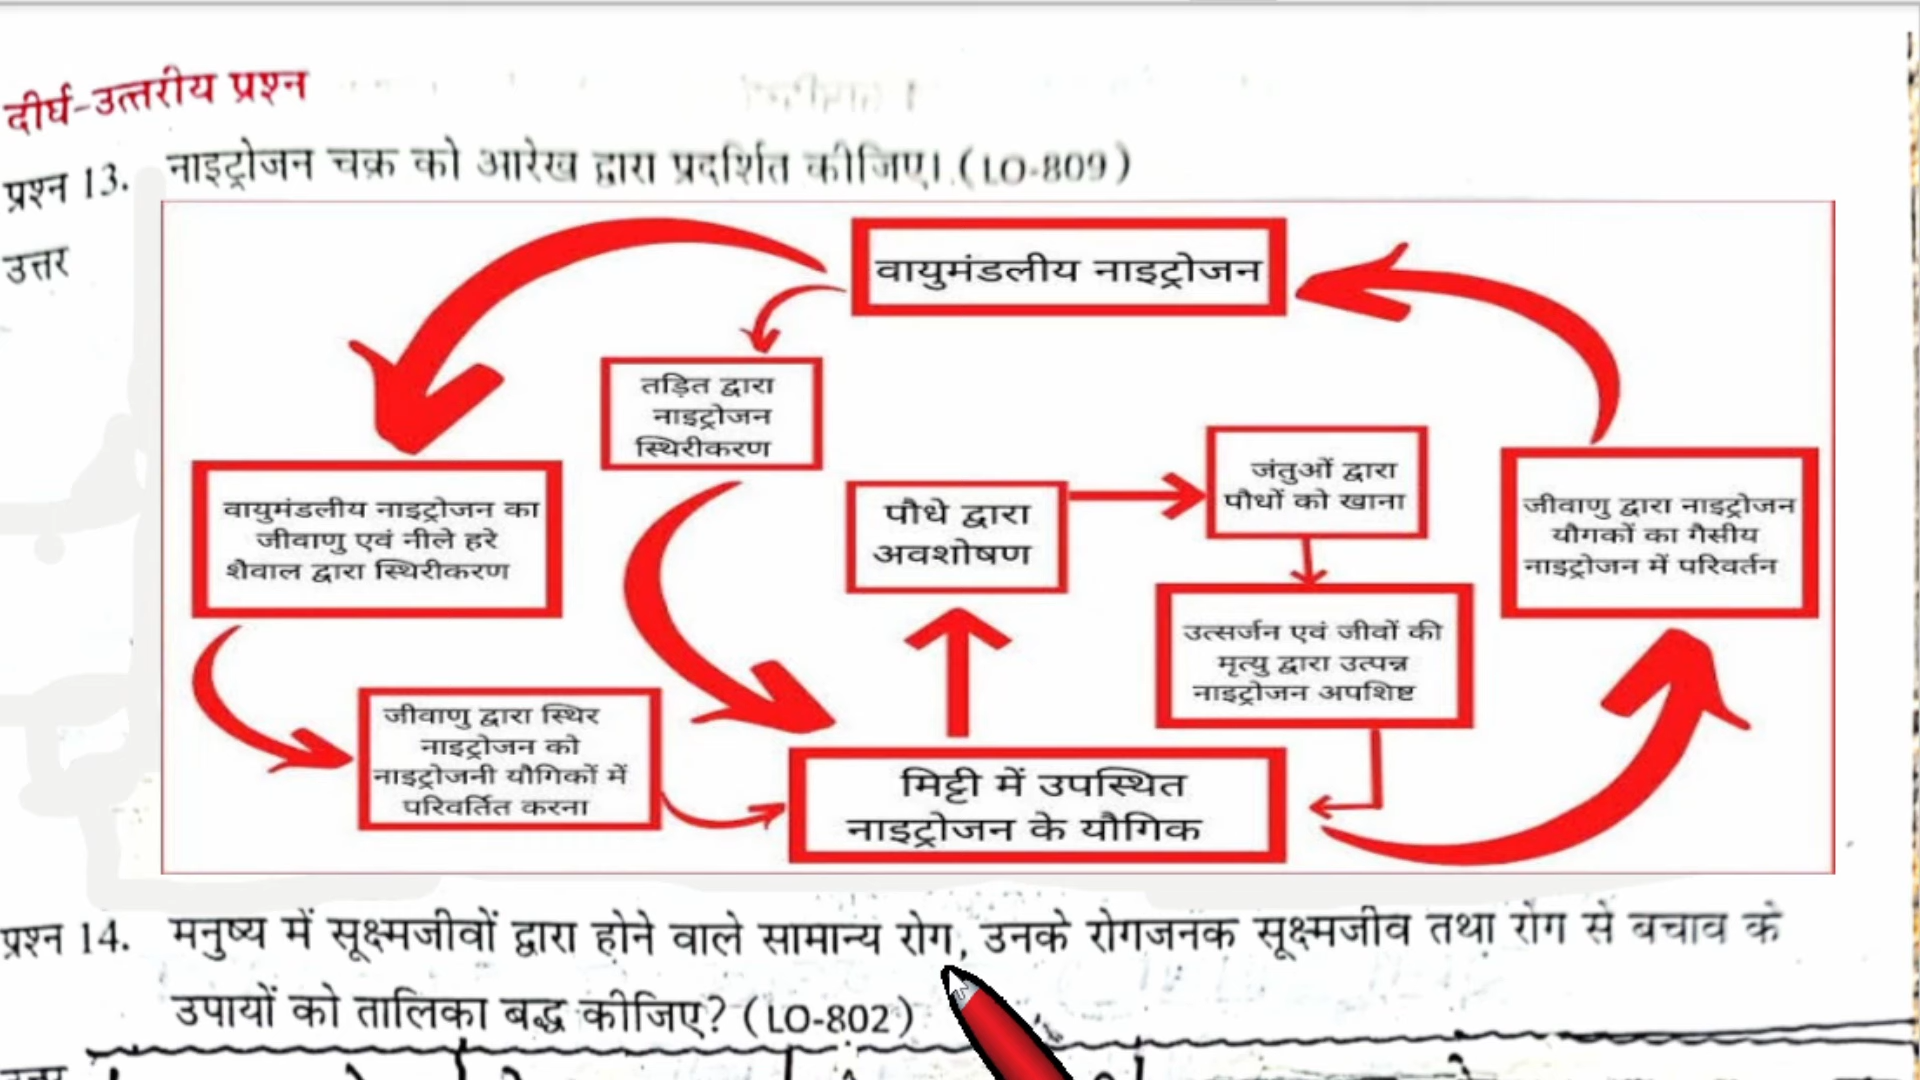 दीर्घ-उत्तरीय प्रश्न
प्रश्न 13. नाइट्रोजन चक्र को आरेख द्वारा प्रदर्शित कीजिए। (LO-809)
उत्तर
वायुमंडलीय नाइट्रोजन
तड़ित द्वारा
नाइट्रोजन
स्थिरीकरण
वायुमंडलीय नाइट्रोजन का
जीवाणु एवं नीले हरे
शैवाल द्वारा स्थिरीकरण
पौधे द्वारा
अवशोषण
जंतुओं द्वारा
पौधों को खाना
जीवाणु द्वारा नाइट्रोजन
यौगकों का गैसीय
नाइट्रोजन में परिवर्तन
उत्सर्जन एवं जीवों की
मृत्यु द्वारा उत्पन्न
नाइट्रोजन अपशिष्ट
जीवाणु द्वारा स्थिर
नाइट्रोजन को
नाइट्रोजनी यौगिकों में
परिवर्तित करना
मिट्टी में उपस्थित
नाइट्रोजन के यौगिक
प्रश्न 14. मनुष्य में सूक्ष्मजीवों द्वारा होने वाले सामान्य रोग, उनके रोगजनक सूक्ष्मजीव तथा रोग से बचाव के
उपायों को तालिका बद्ध कीजिए? (LO-802)